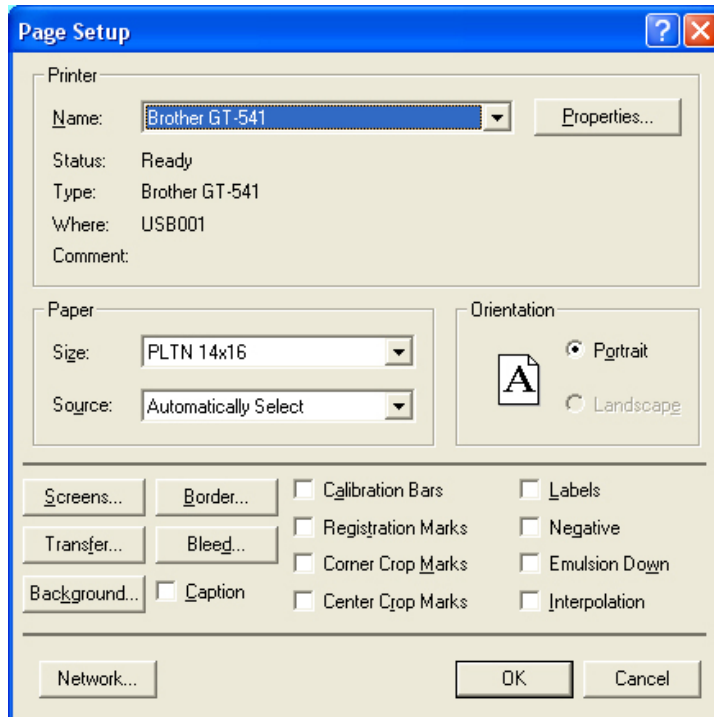 Page Setup
Printer
Name: Brother GT-541 Properties...
Status: Ready
Type: Brother GT-541
Where: USB001
Comment:
Paper
Size: PLTN 14x16
Source: Automatically Select
Orientation
A
Portrait
Landscape
Screens... Border... Calibration Bars Labels
Transfer... Bleed... Registration Marks Negative
Corner Crop Marks Emulsion Down
Background... Caption Center Crop Marks Interpolation
Network... OK Cancel